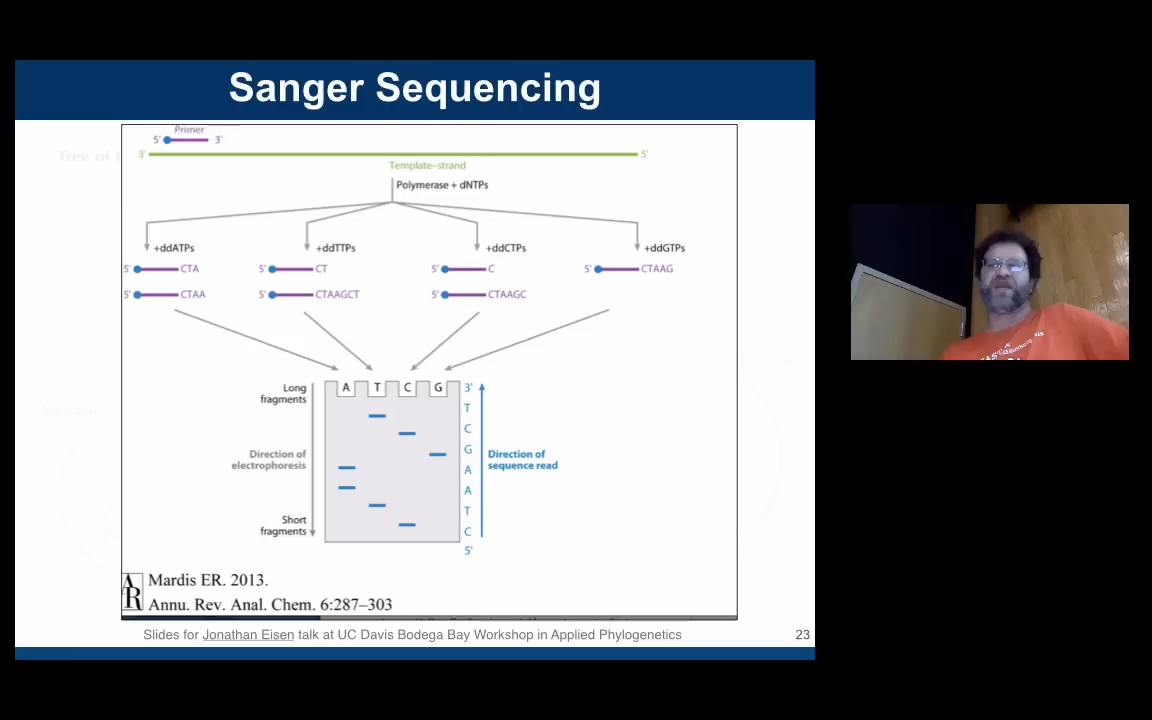 Sanger Sequencing
Primer
5' 3'
3' 5'
Template–strand
Polymerase + dNTPs
+ddATPs +ddTTPs +ddCTPs +ddGTPs
5' CTA 5' CT 5' C 5' CTAAG
5' CTAA 5' CTAAGCT 5' CTAAGC
Long
fragments
A T C G 3'
T
C
G
A
A
T
C
5'
Direction of
electrophoresis
Direction of
sequence read
Short
fragments
AR
Mardis ER. 2013.
Annu. Rev. Anal. Chem. 6:287–303
Slides for Jonathan Eisen talk at UC Davis Bodega Bay Workshop in Applied Phylogenetics 23